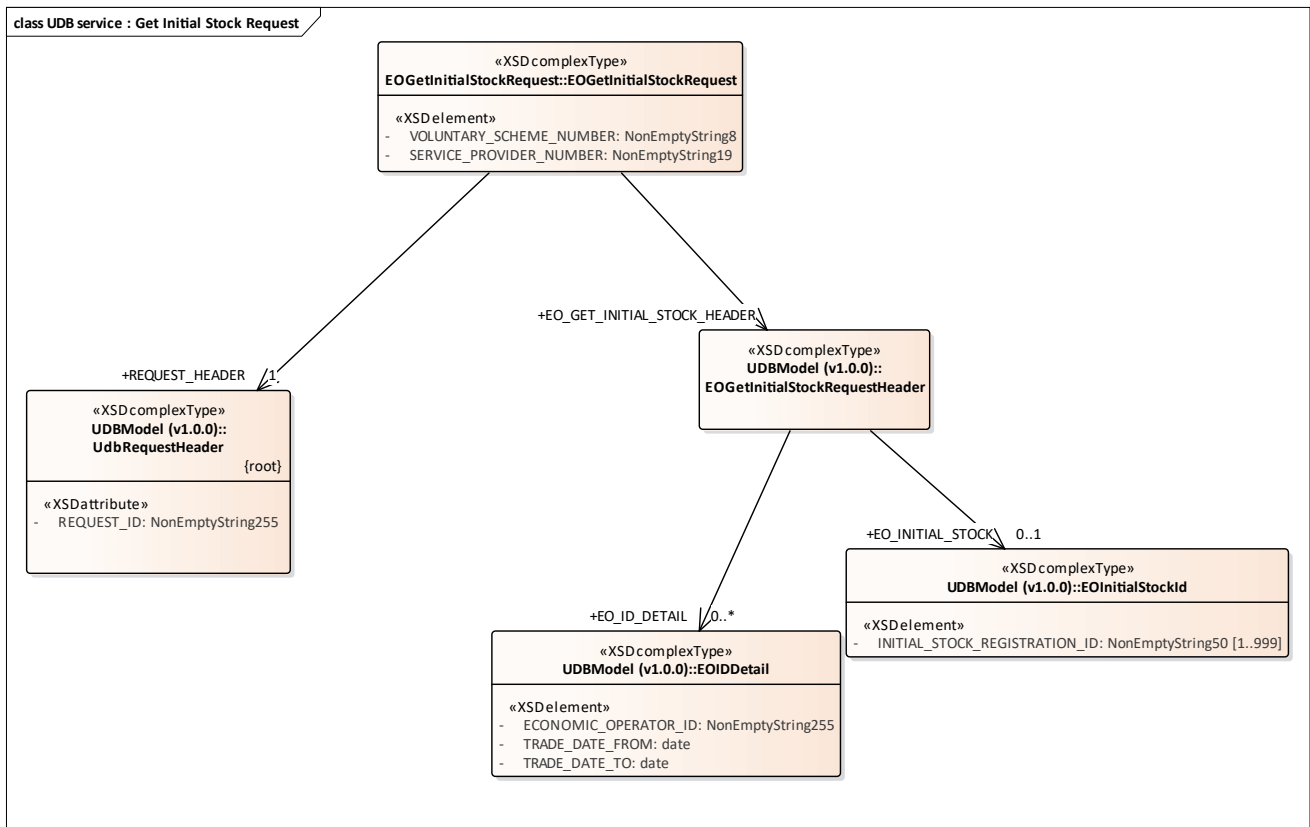 class UDB service : Get Initial Stock Request
«XSDcomplexType»
EOGetInitialStockRequest::EOGetInitialStockRequest
«XSDelement»
- VOLUNTARY_SCHEME_NUMBER: NonEmptyString8
- SERVICE_PROVIDER_NUMBER: NonEmptyString19
+EO_GET_INITIAL_STOCK_HEADER
«XSDcomplexType»
UDBModel (v1.0.0)::
EOGetInitialStockRequestHeader
+REQUEST_HEADER 1
«XSDcomplexType»
UDBModel (v1.0.0)::
UdbRequestHeader
{root}
«XSDattribute»
- REQUEST_ID: NonEmptyString255
+EO_INITIAL_STOCK 0..1
«XSDcomplexType»
UDBModel (v1.0.0)::EOInitialStockId
«XSDelement»
- INITIAL_STOCK_REGISTRATION_ID: NonEmptyString50 [1..999]
+EO_ID_DETAIL 0..*
«XSDcomplexType»
UDBModel (v1.0.0)::EOIDDetail
«XSDelement»
- ECONOMIC_OPERATOR_ID: NonEmptyString255
- TRADE_DATE_FROM: date
- TRADE_DATE_TO: date